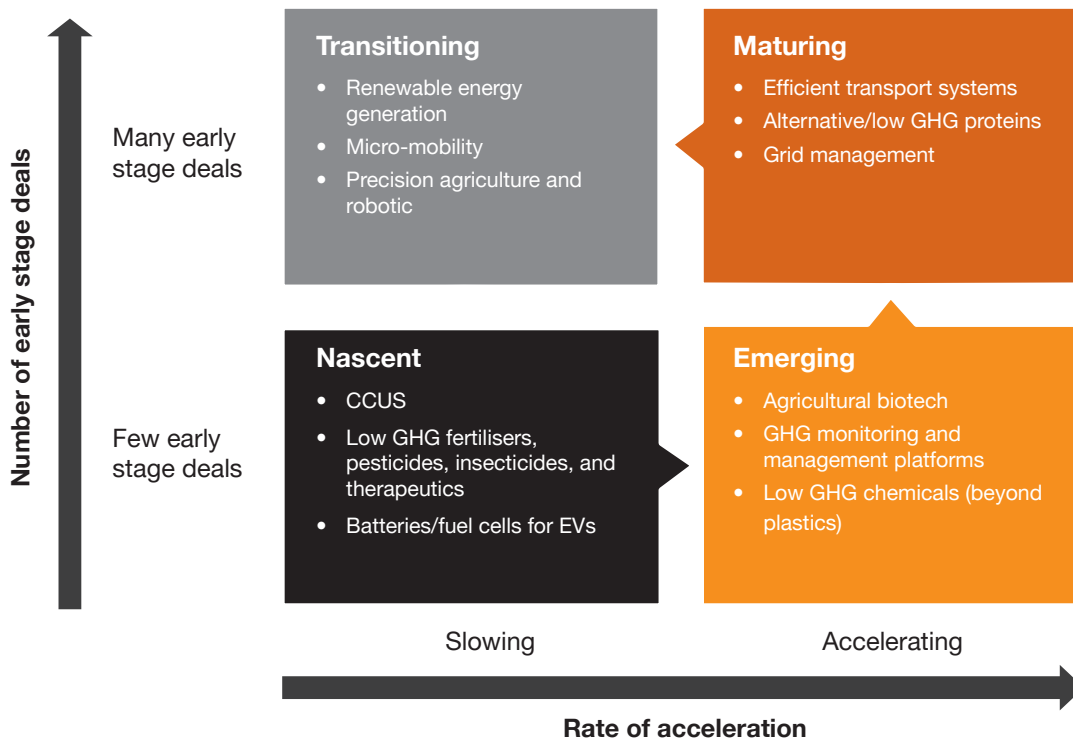 Number of early stage deals
Many early
stage deals
Few early
stage deals
Transitioning
• Renewable energy
generation
• Micro-mobility
• Precision agriculture and
robotic
Maturing
• Efficient transport systems
• Alternative/low GHG proteins
• Grid management
Nascent
• CCUS
• Low GHG fertilisers,
pesticides, insecticides, and
therapeutics
• Batteries/fuel cells for EVs
Emerging
• Agricultural biotech
• GHG monitoring and
management platforms
• Low GHG chemicals (beyond
plastics)
Slowing
Accelerating
Rate of acceleration